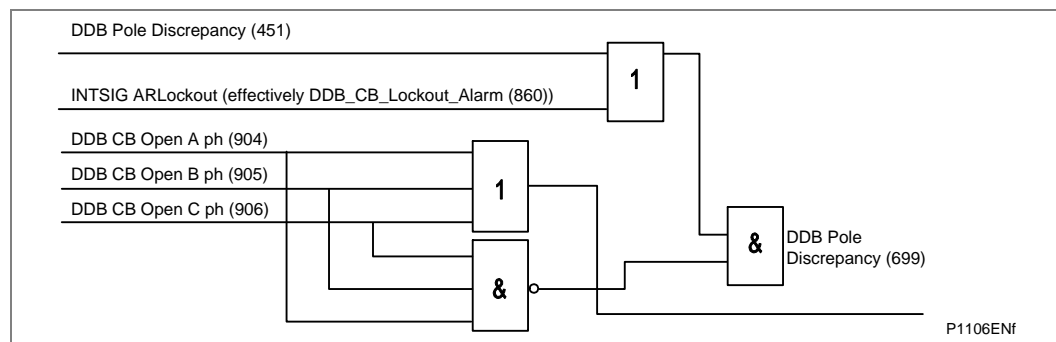 DDB Pole Discrepancy (451)
1
INTSIG ARLockout (effectively DDB_CB_Lockout_Alarm (860))
DDB CB Open A ph (904)
DDB CB Open B ph (905)
1
DDB CB Open C ph (906)
&
DDB Pole
Discrepancy (699)
&
P1106ENf